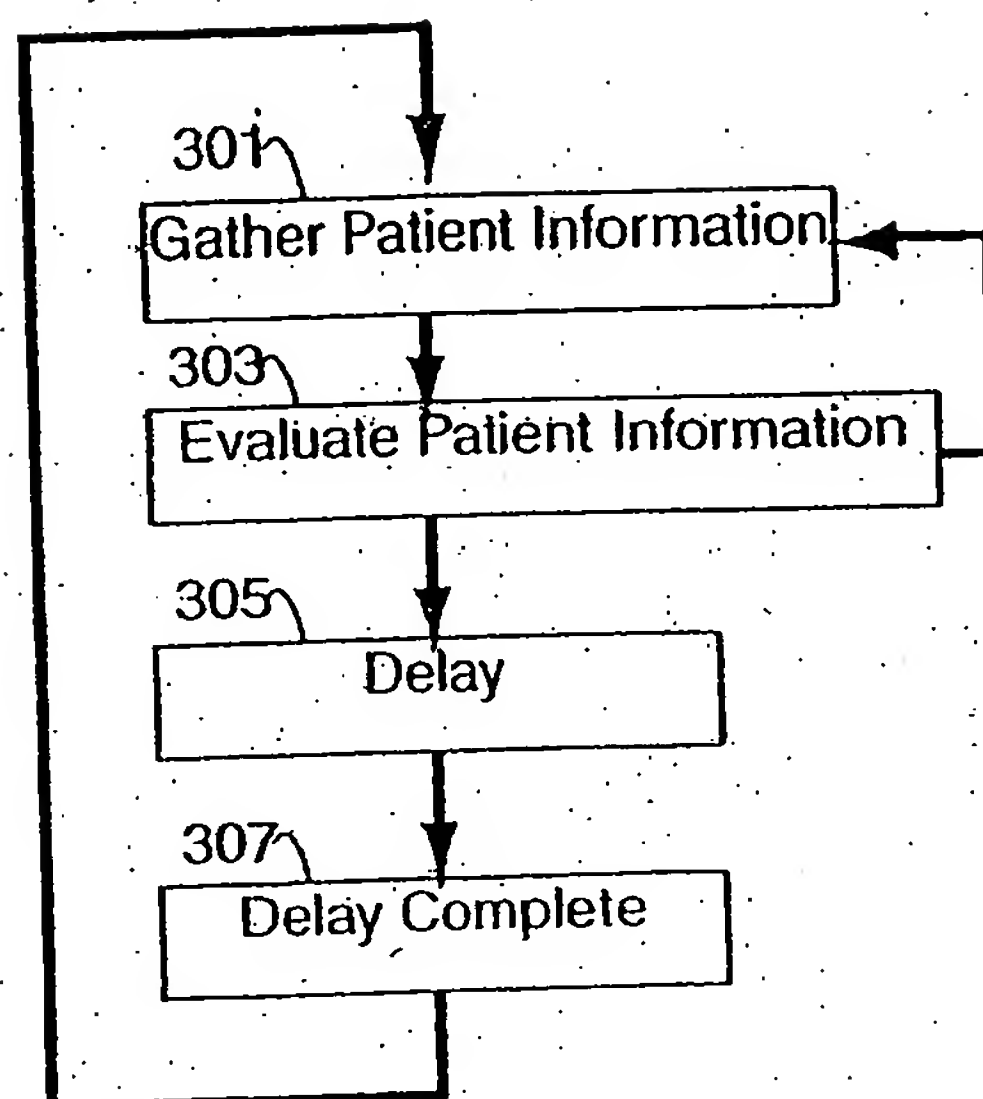 301
Gather Patient Information
303
Evaluate Patient Information
305
Delay
307
Delay Complete